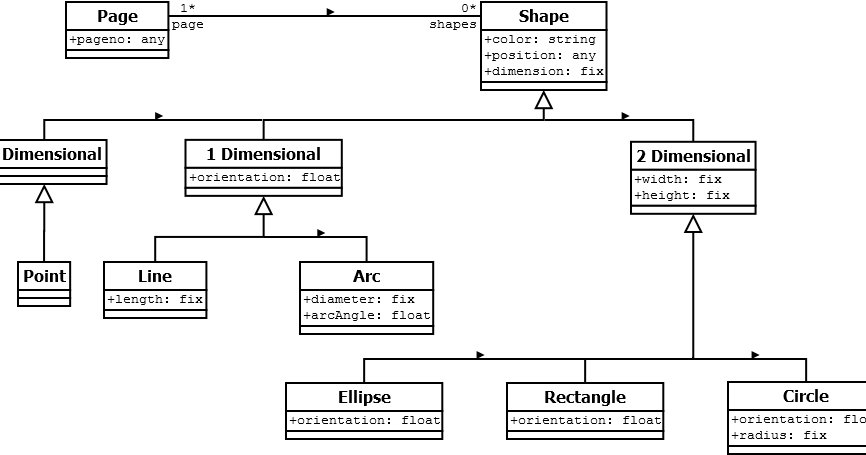 Page
1*
0*
Shape
+pageno: any
page
shapes
+color: string
+position: any
+dimension: fix
Dimensional
1 Dimensional
2 Dimensional
+orientation: float
+width: fix
+height: fix
Point
Line
Arc
+length: fix
+diameter: fix
+arcAngle: float
Ellipse
Rectangle
Circle
+orientation: float
+orientation: float
+orientation: flo
+radius: fix